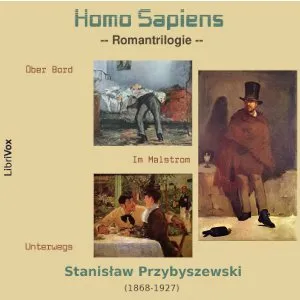 Homo Sapiens
-- Romantrilogie --
Über Bord
Im Malstrom
Unterwegs
LibriVox
Stanisław Przybyszewski
(1868-1927)